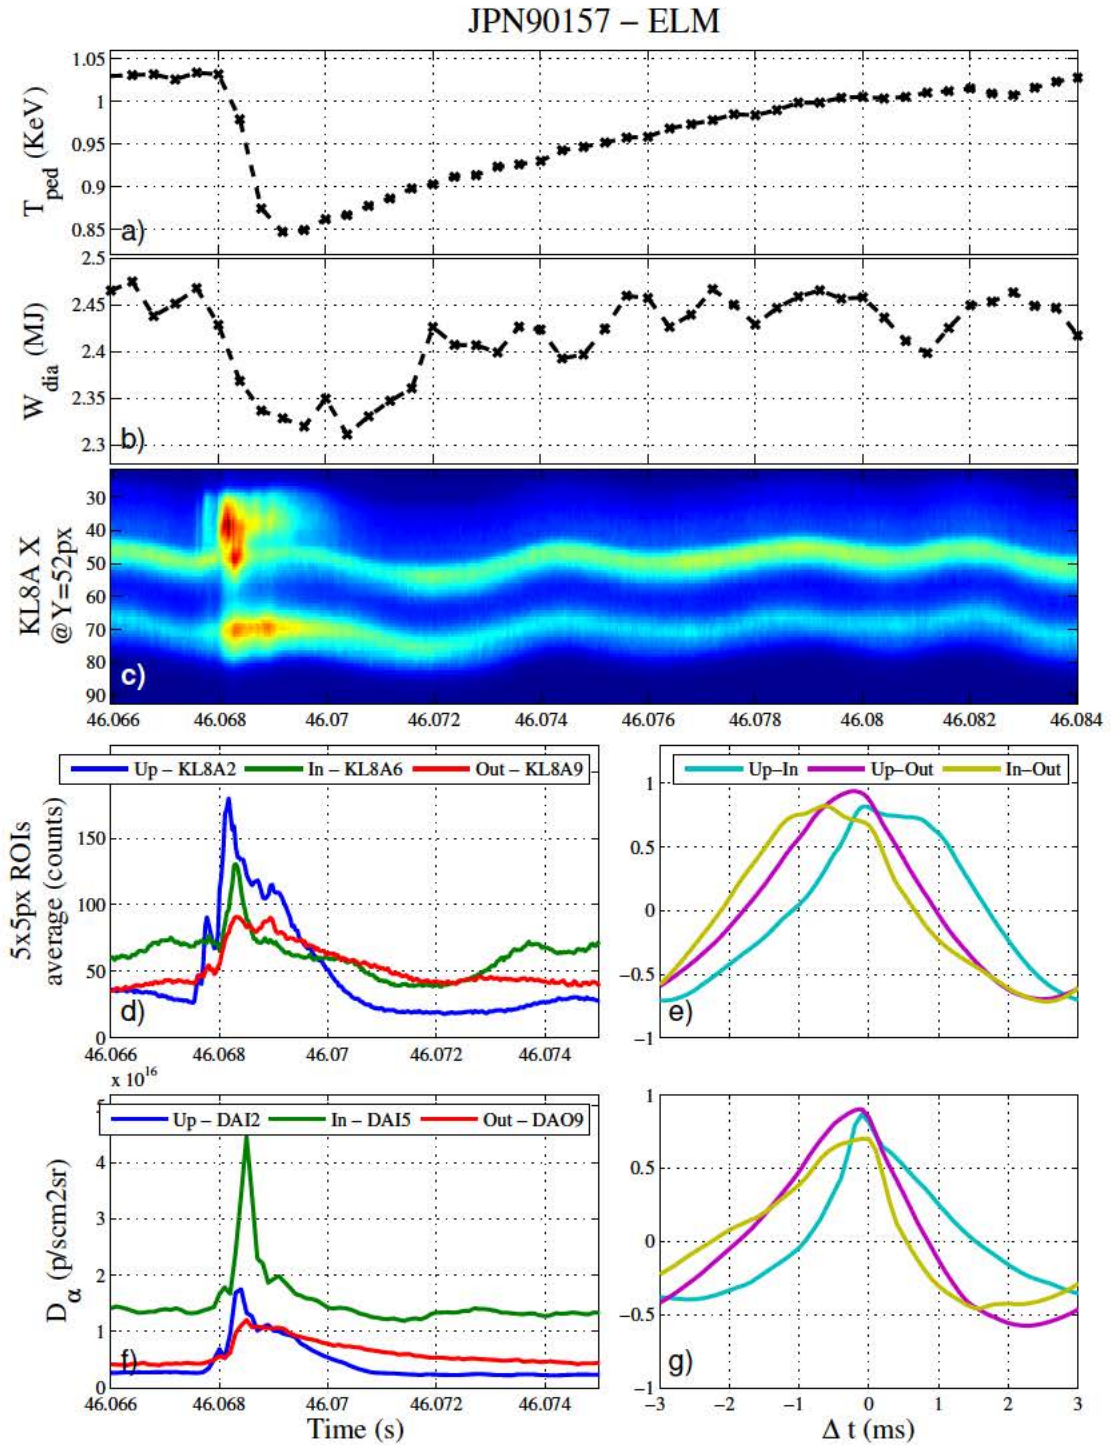 JPN90157 – ELM
T_ped (KeV)
1.05
1
0.95
0.9
0.85
a)
W_dia (MJ)
2.5
2.45
2.4
2.35
2.3
b)
KL8A X
@Y=52px
30
40
50
60
70
80
90
c)
46.066 46.068 46.07 46.072 46.074 46.076 46.078 46.08 46.082 46.084
Up – KL8A2 In – KL8A6 Out – KL8A9
5x5px ROIs
average (counts)
150
100
50
0
d)
46.066 46.068 46.07 46.072 46.074
Up–In Up–Out In–Out
1
0.5
0
−0.5
−1
e)
x 10^16
Up – DAI2 In – DAI5 Out – DAO9
D_α (p/scm2sr)
5
4
3
2
1
0
f)
46.066 46.068 46.07 46.072 46.074
Time (s)
1
0.5
0
−0.5
−1
g)
−3 −2 −1 0 1 2 3
Δ t (ms)